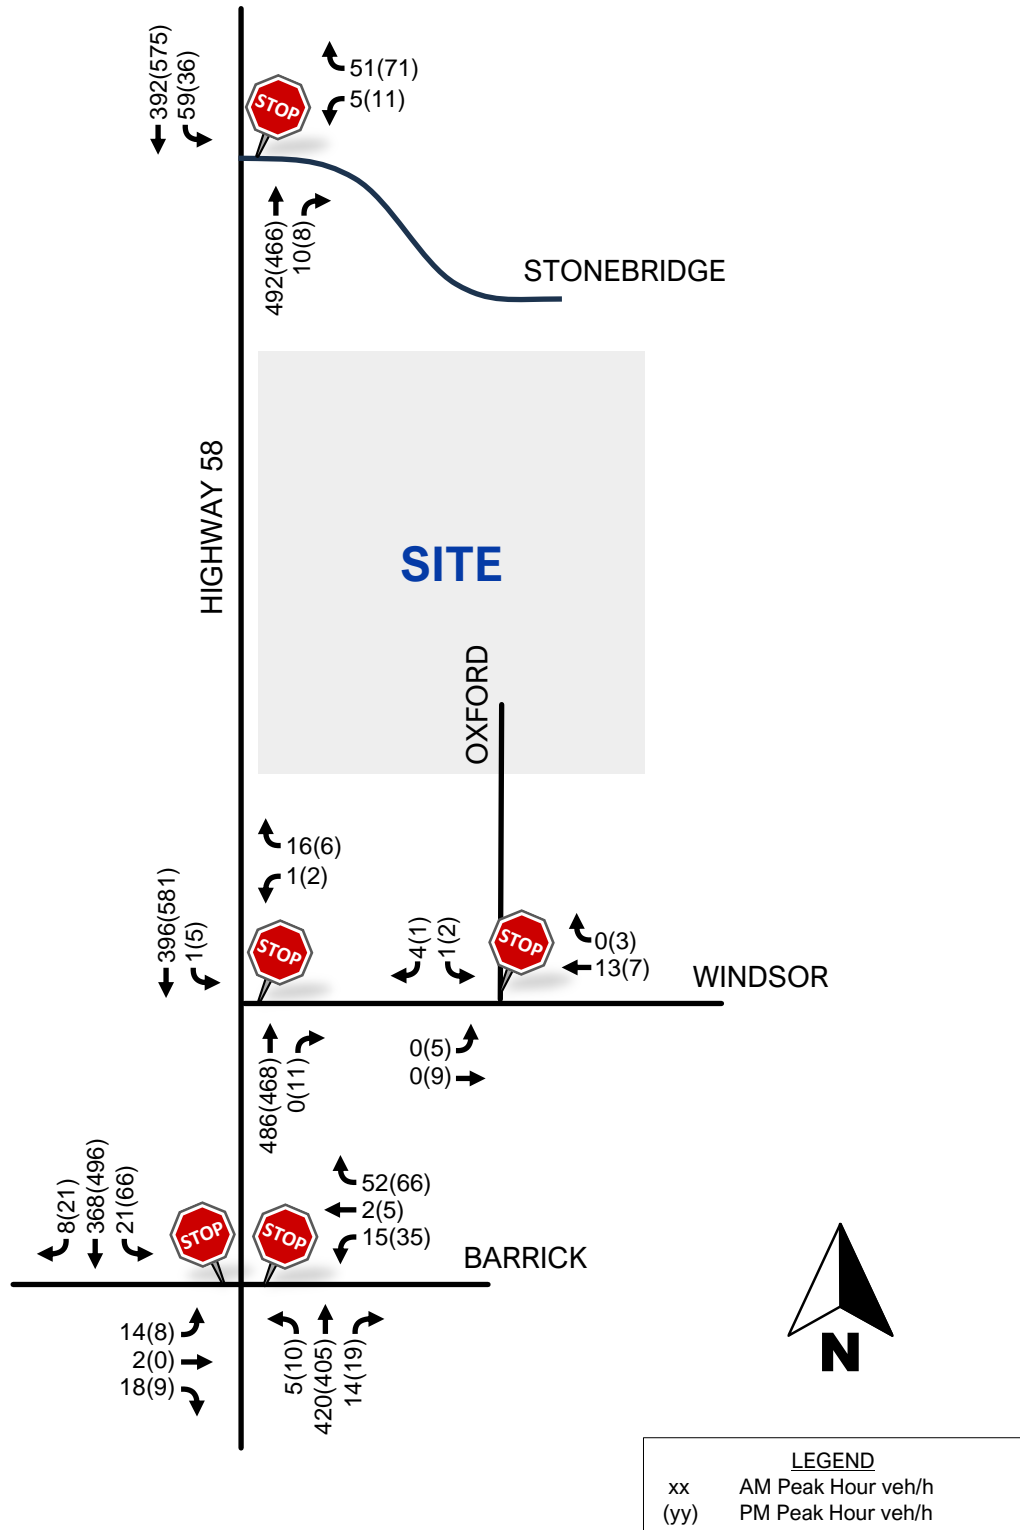 392(575)
59(36)
STOP
51(71)
5(11)
492(466)
10(8)
STONEBRIDGE
HIGHWAY 58
SITE
OXFORD
16(6)
1(2)
396(581)
1(5)
STOP
4(1)
1(2)
STOP
0(3)
13(7)
WINDSOR
486(468)
0(11)
0(5)
0(9)
8(21)
368(496)
21(66)
STOP
STOP
52(66)
2(5)
15(35)
BARRICK
14(8)
2(0)
18(9)
5(10)
420(405)
14(19)
N
LEGEND
xx AM Peak Hour veh/h
(yy) PM Peak Hour veh/h